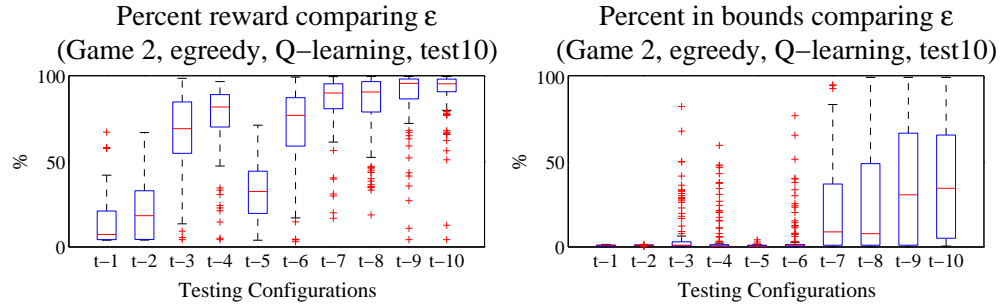 Percent reward comparing ε
(Game 2, egreedy, Q−learning, test10)
100
50
0
%
t−1 t−2 t−3 t−4 t−5 t−6 t−7 t−8 t−9 t−10
Testing Configurations
Percent in bounds comparing ε
(Game 2, egreedy, Q−learning, test10)
100
50
0
%
t−1 t−2 t−3 t−4 t−5 t−6 t−7 t−8 t−9 t−10
Testing Configurations